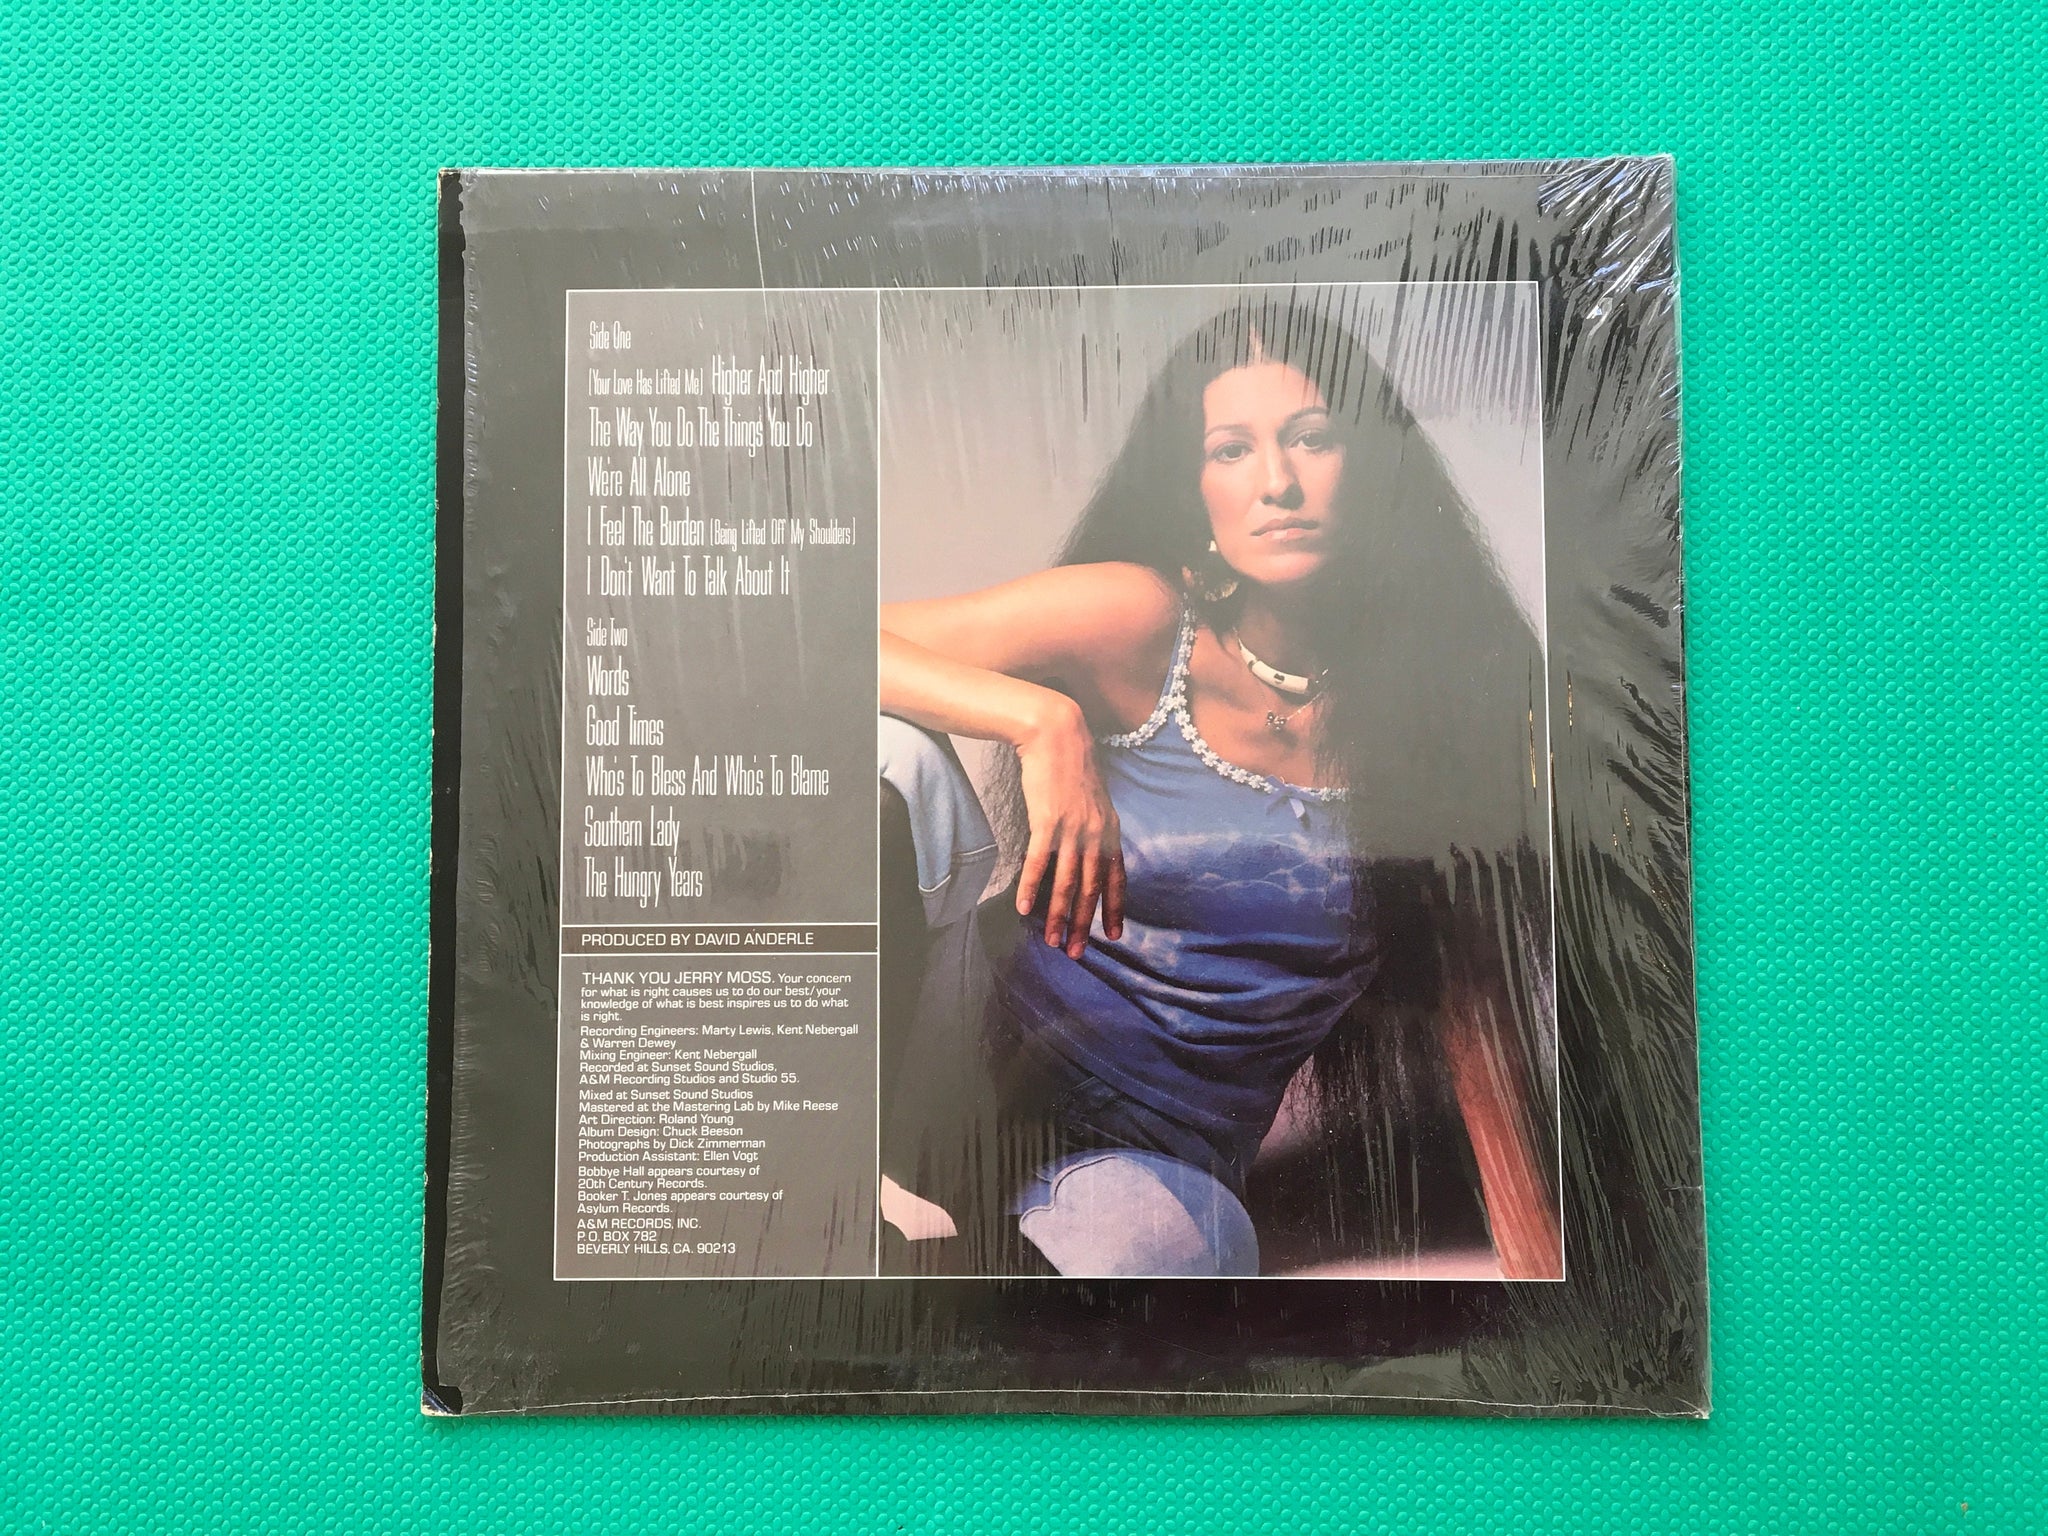 Side One
(Your Love Has Lifted Me) Higher And Higher
The Way You Do The Things You Do
We're All Alone
I Feel The Burden (Being Lifted Off My Shoulders)
I Don't Want To Talk About It
Side Two
Words
Good Times
Who's To Bless And Who's To Blame
Southern Lady
The Hungry Years
PRODUCED BY DAVID ANDERLE
THANK YOU JERRY MOSS. Your concern
for what is right causes us to do our best/your
knowledge of what is best inspires us to do what
is right.
Recording Engineers: Marty Lewis, Kent Nebergall
& Warren Dewey
Mixing Engineer: Kent Nebergall
Recorded at Sunset Sound Studios,
A&M Recording Studios and Studio 55.
Mixed at Sunset Sound Studios
Mastered at the Mastering Lab by Mike Reese
Art Direction: Roland Young
Album Design: Chuck Beeson
Photographs by Dick Zimmerman
Production Assistant: Ellen Vogt
Bobbye Hall appears courtesy of
20th Century Records.
Booker T. Jones appears courtesy of
Asylum Records.
A&M RECORDS, INC.
P.O. BOX 782
BEVERLY HILLS, CA. 90213